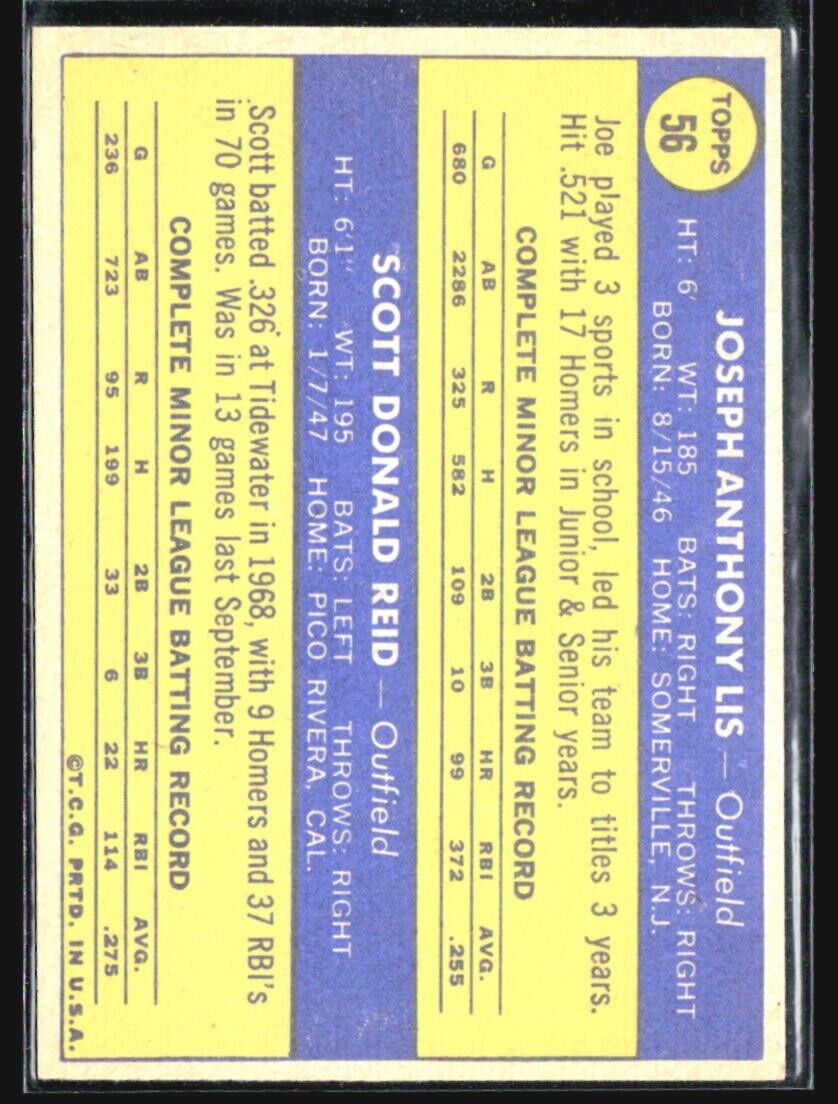 TOPPS
56
JOSEPH ANTHONY LIS — Outfield
HT: 6' WT: 185 BATS: RIGHT THROWS: RIGHT
BORN: 8/15/46 HOME: SOMERVILLE, N.J.
Joe played 3 sports in school, led his team to titles 3 years.
Hit .521 with 17 Homers in Junior & Senior years.
COMPLETE MINOR LEAGUE BATTING RECORD
G AB R H 2B 3B HR RBI AVG.
680 2286 325 582 109 10 99 372 .255
SCOTT DONALD REID — Outfield
HT: 6'1" WT: 195 BATS: LEFT THROWS: RIGHT
BORN: 1/7/47 HOME: PICO RIVERA, CAL.
Scott batted .326 at Tidewater in 1968, with 9 Homers and 37 RBI's
in 70 games. Was in 13 games last September.
COMPLETE MINOR LEAGUE BATTING RECORD
G AB R H 2B 3B HR RBI AVG.
236 723 95 199 33 6 22 114 .275
©T.C.G. PRTD. IN U.S.A.